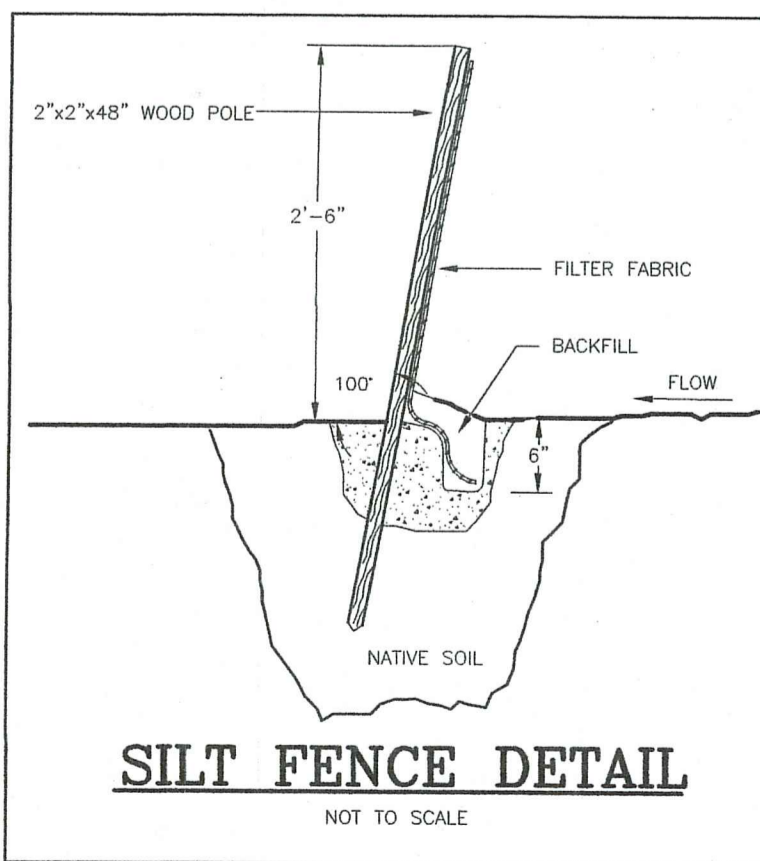 2"x2"x48" WOOD POLE
2'-6"
FILTER FABRIC
BACKFILL
100°
FLOW
6"
NATIVE SOIL
SILT FENCE DETAIL
NOT TO SCALE